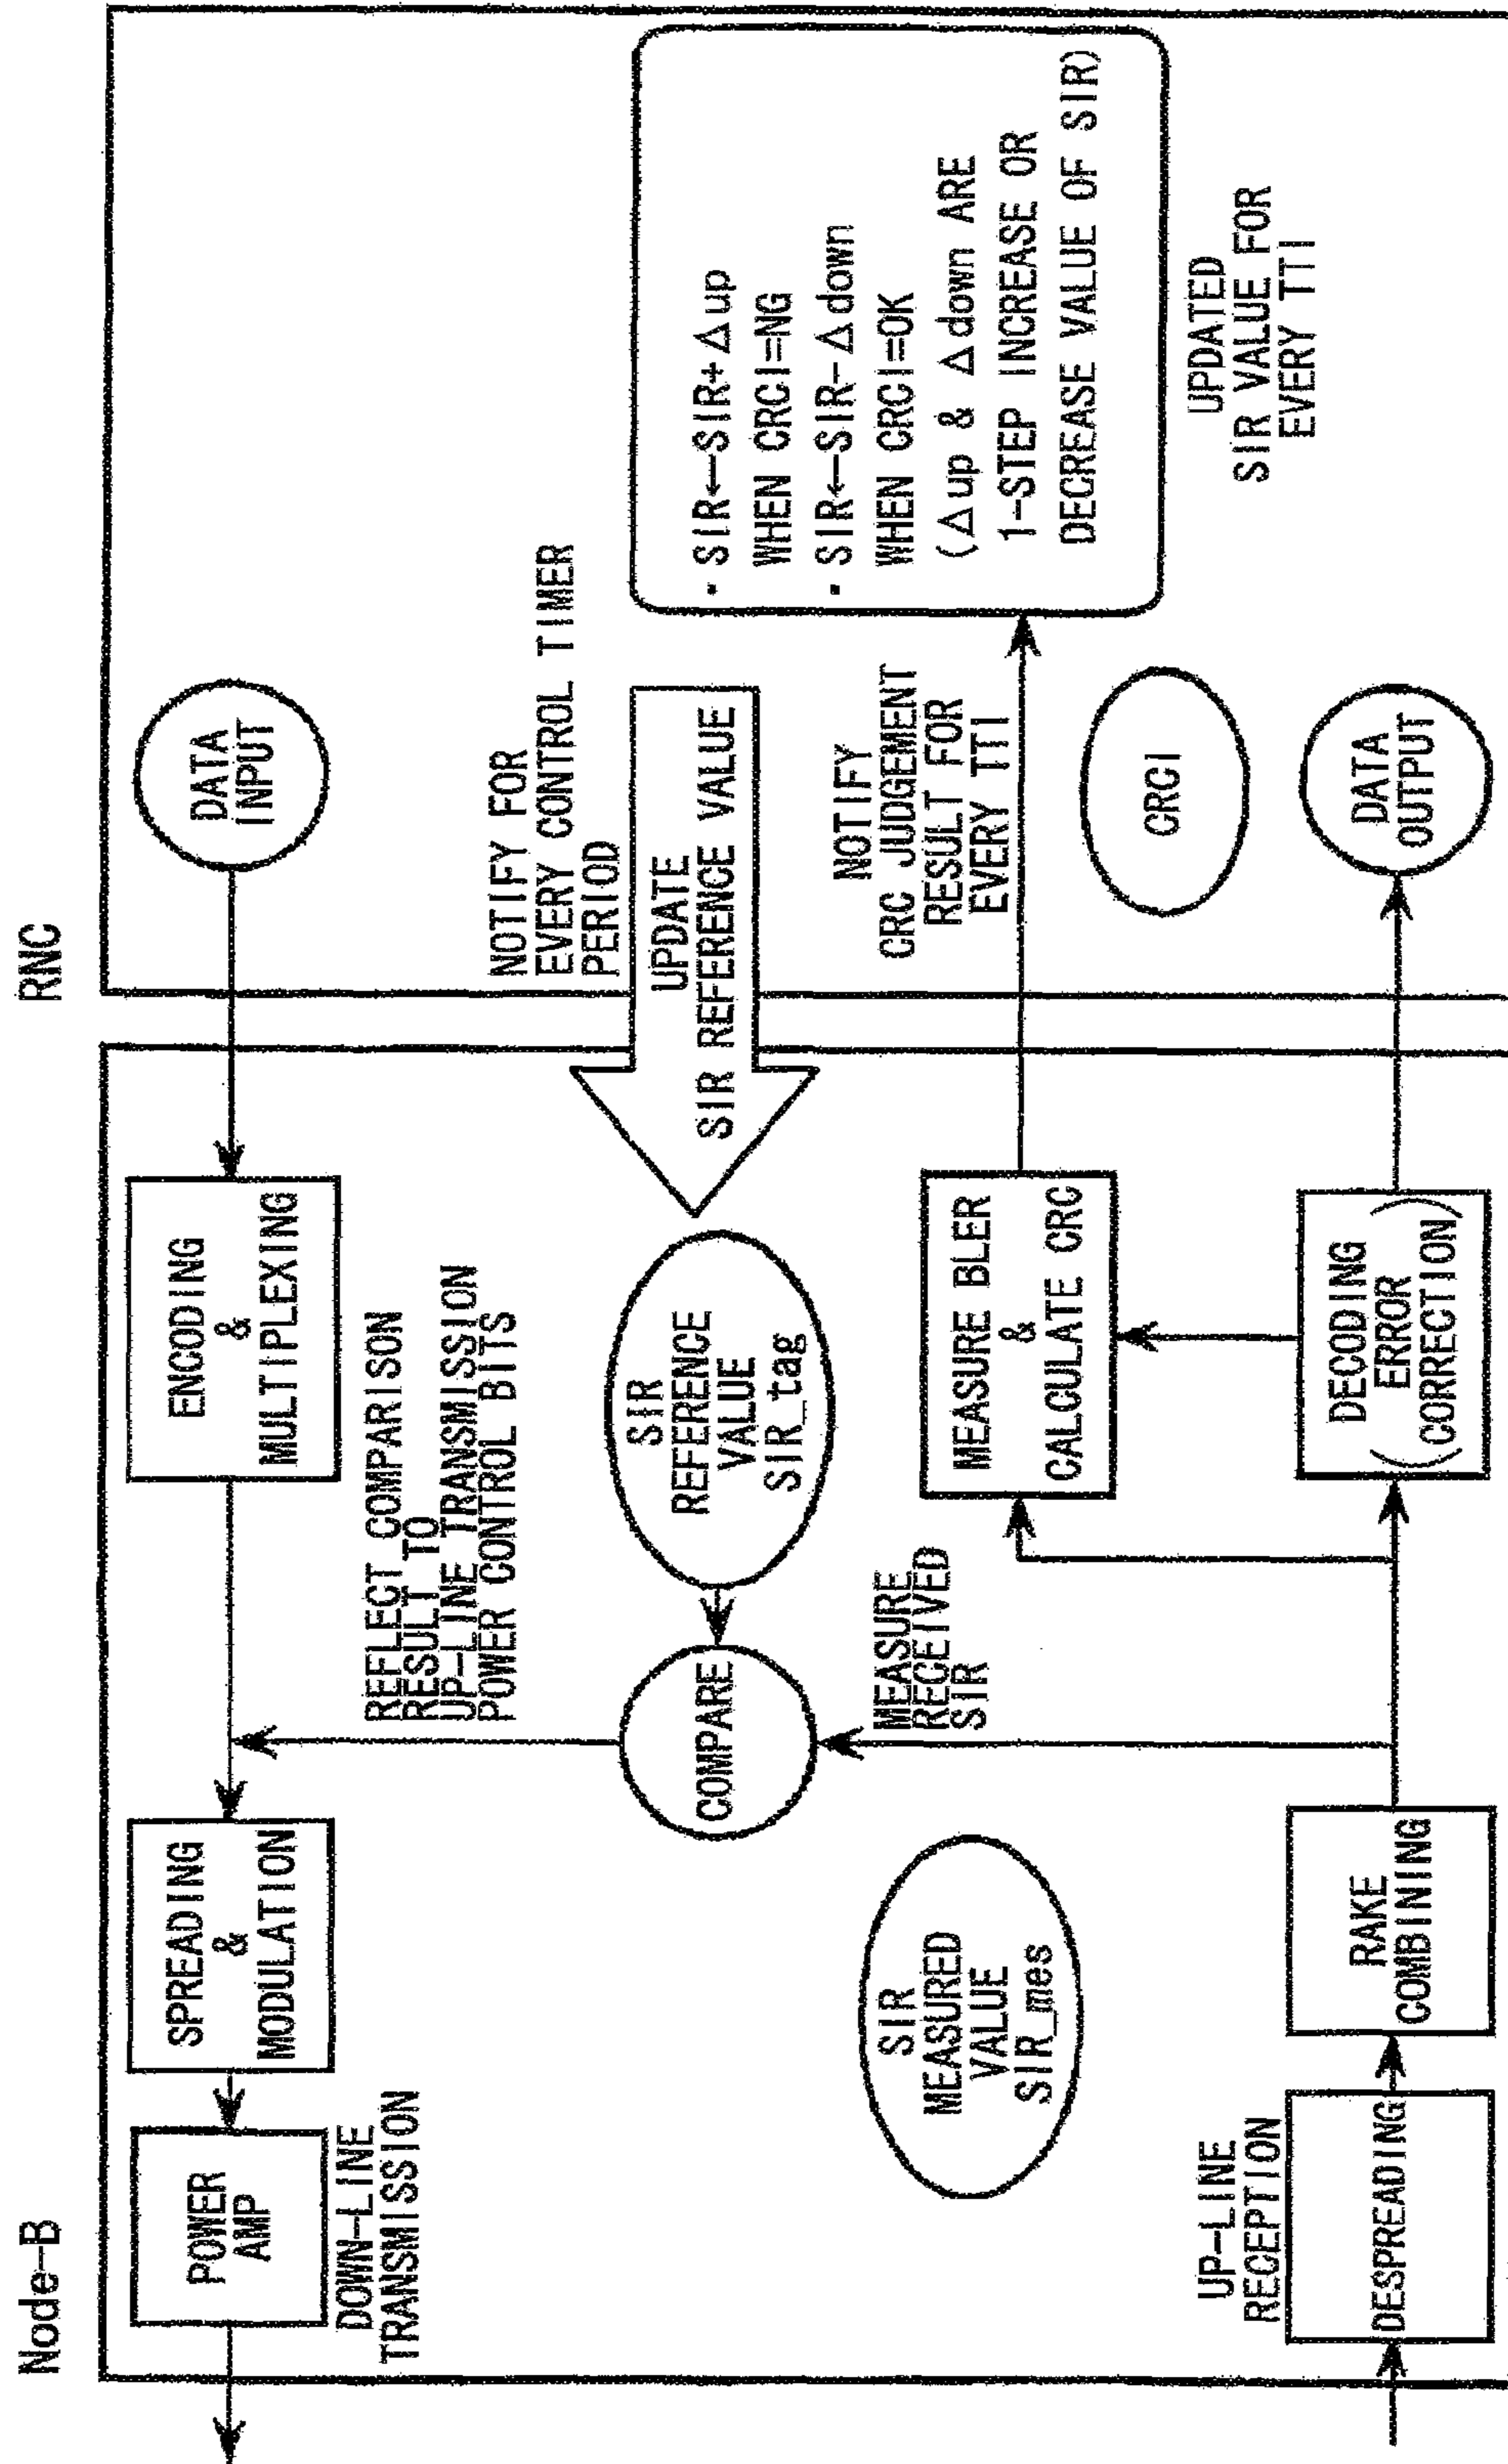 Node-B
RNC
POWER
AMP
DOWN-LINE
TRANSMISSION
SPREADING
&
MODULATION
ENCODING
&
MULTIPLEXING
DATA
INPUT
REFLECT COMPARISON
RESULT TO
UP-LINE TRANSMISSION
POWER CONTROL BITS
NOTIFY FOR
EVERY CONTROL TIMER
PERIOD
UPDATE
SIR REFERENCE VALUE
COMPARE
SIR
REFERENCE
VALUE
SIR_tag
• SIR←SIR+Δup
WHEN CRCI=NG
• SIR←SIR-Δdown
WHEN CRCI=OK
(Δup & Δdown ARE
1-STEP INCREASE OR
DECREASE VALUE OF SIR)
SIR
MEASURED
VALUE
SIR_mes
MEASURE
RECEIVED
SIR
MEASURE BLER
&
CALCULATE CRC
NOTIFY
CRC JUDGEMENT
RESULT FOR
EVERY TTI
CRCI
UPDATED
SIR VALUE FOR
EVERY TTI
UP-LINE
RECEPTION
DESPREADING
RAKE
COMBINING
DECODING
(ERROR
CORRECTION)
DATA
OUTPUT